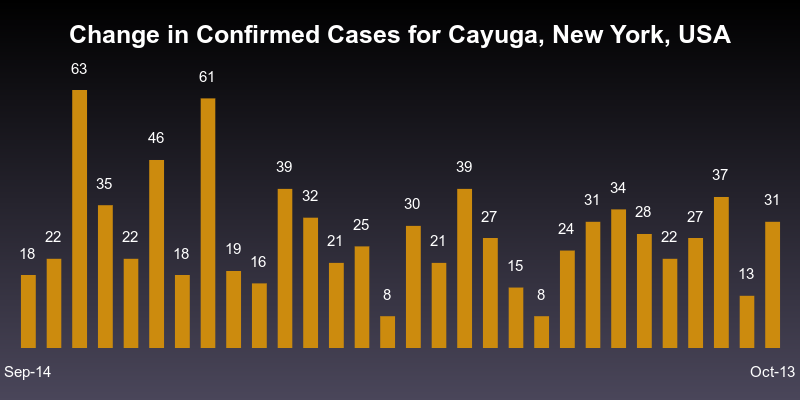 Change in Confirmed Cases for Cayuga, New York, USA
18 22 63 35 22 46 18 61 19 16 39 32 21 25 8 30 21 39 27 15 8 24 31 34 28 22 27 37 13 31
Sep-14 Oct-13